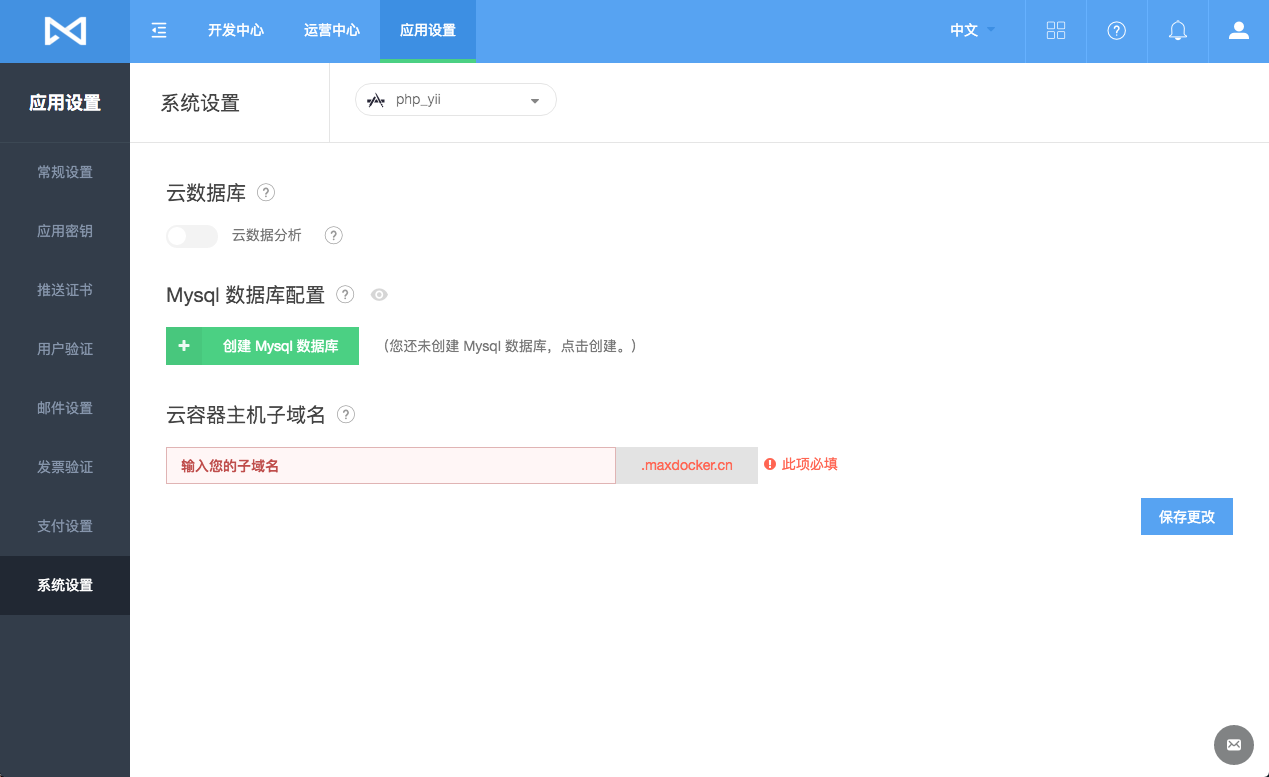 开发中心 运营中心 应用设置 中文
应用设置
系统设置 php_yii
常规设置
应用密钥
推送证书
用户验证
邮件设置
发票验证
支付设置
系统设置
云数据库 ?
云数据分析 ?
Mysql 数据库配置 ?
+ 创建 Mysql 数据库 (您还未创建 Mysql 数据库，点击创建。)
云容器主机子域名 ?
输入您的子域名 .maxdocker.cn 此项必填
保存更改